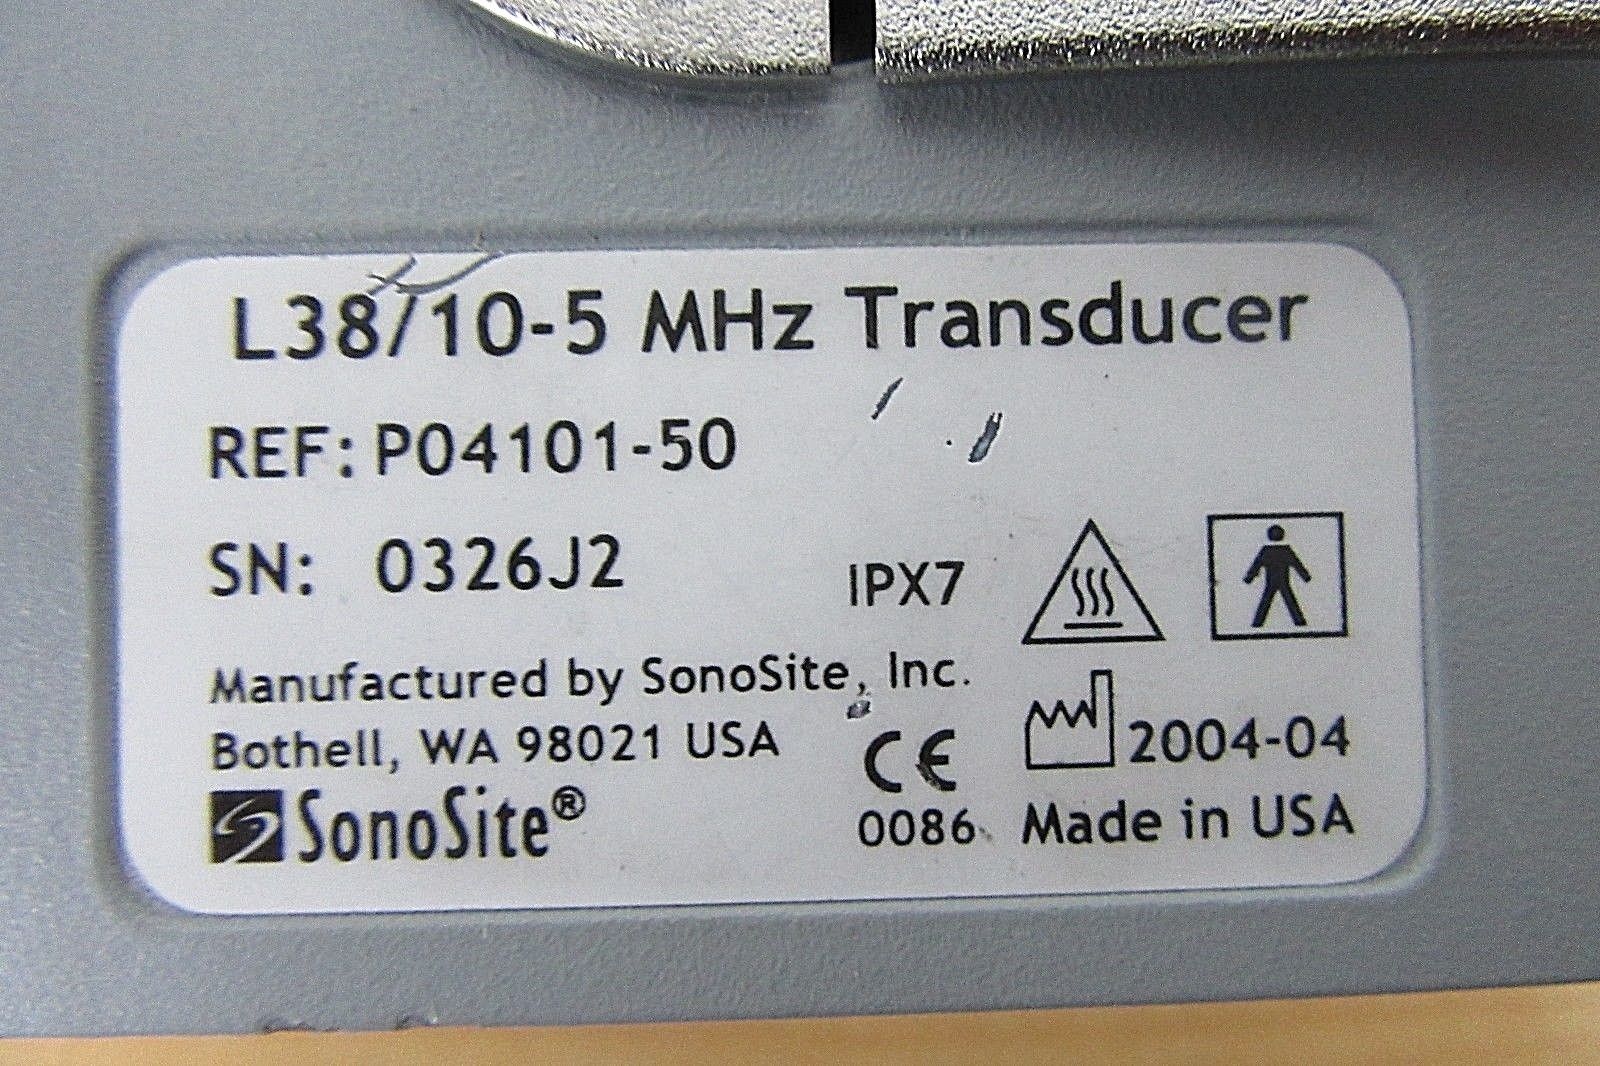 L38/10-5 MHz Transducer
REF: P04101-50
SN: 0326J2
IPX7
Manufactured by SonoSite, Inc.
Bothell, WA 98021 USA
2004-04
CE
SonoSite®
0086
Made in USA